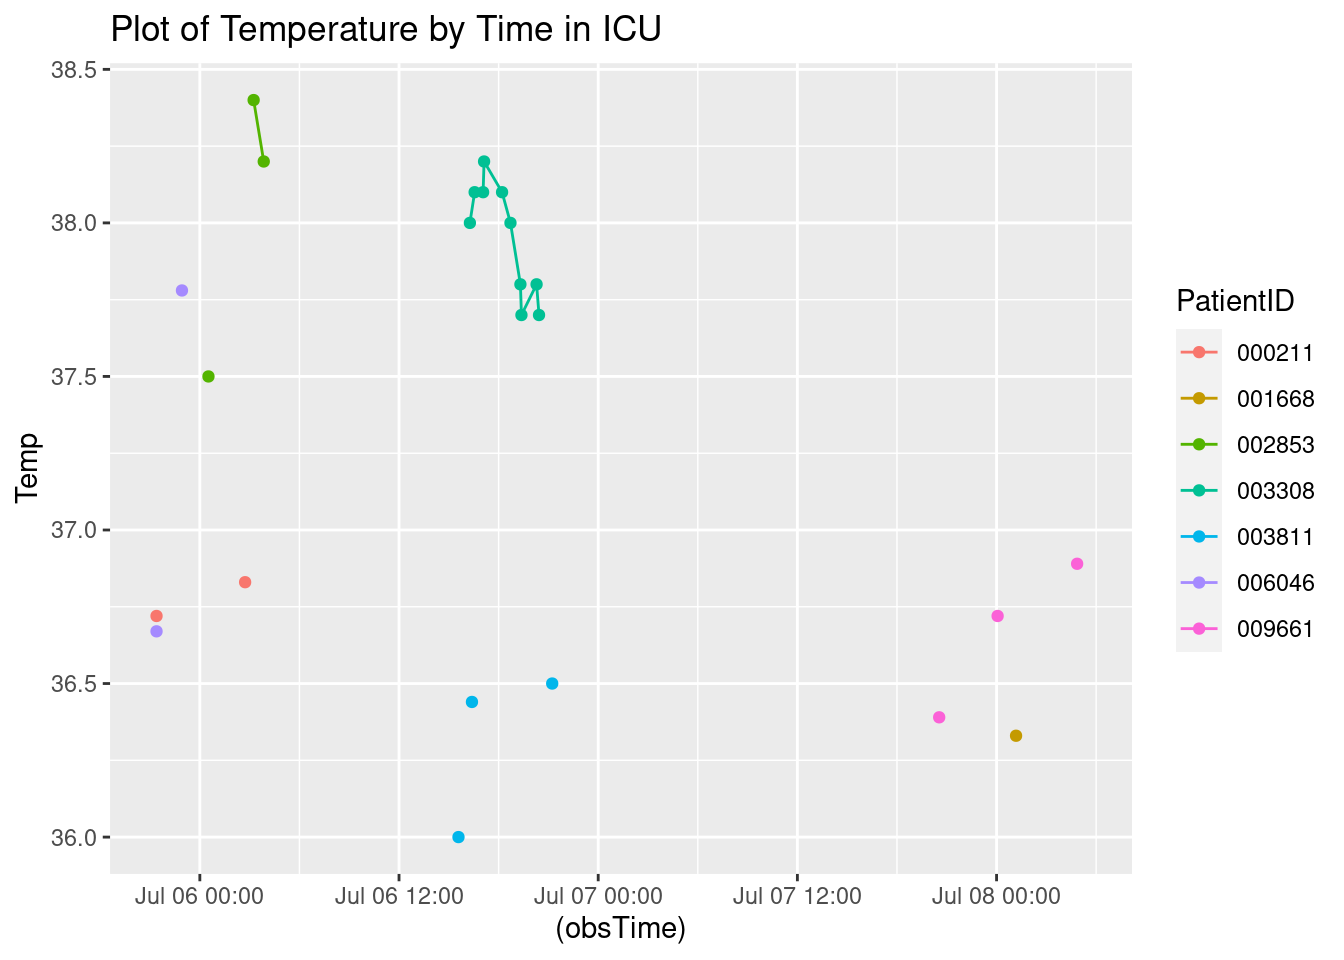 Plot of Temperature by Time in ICU
38.5
38.0
37.5
37.0
36.5
36.0
Temp
Jul 06 00:00
Jul 06 12:00
Jul 07 00:00
Jul 07 12:00
Jul 08 00:00
(obsTime)
PatientID
000211
001668
002853
003308
003811
006046
009661